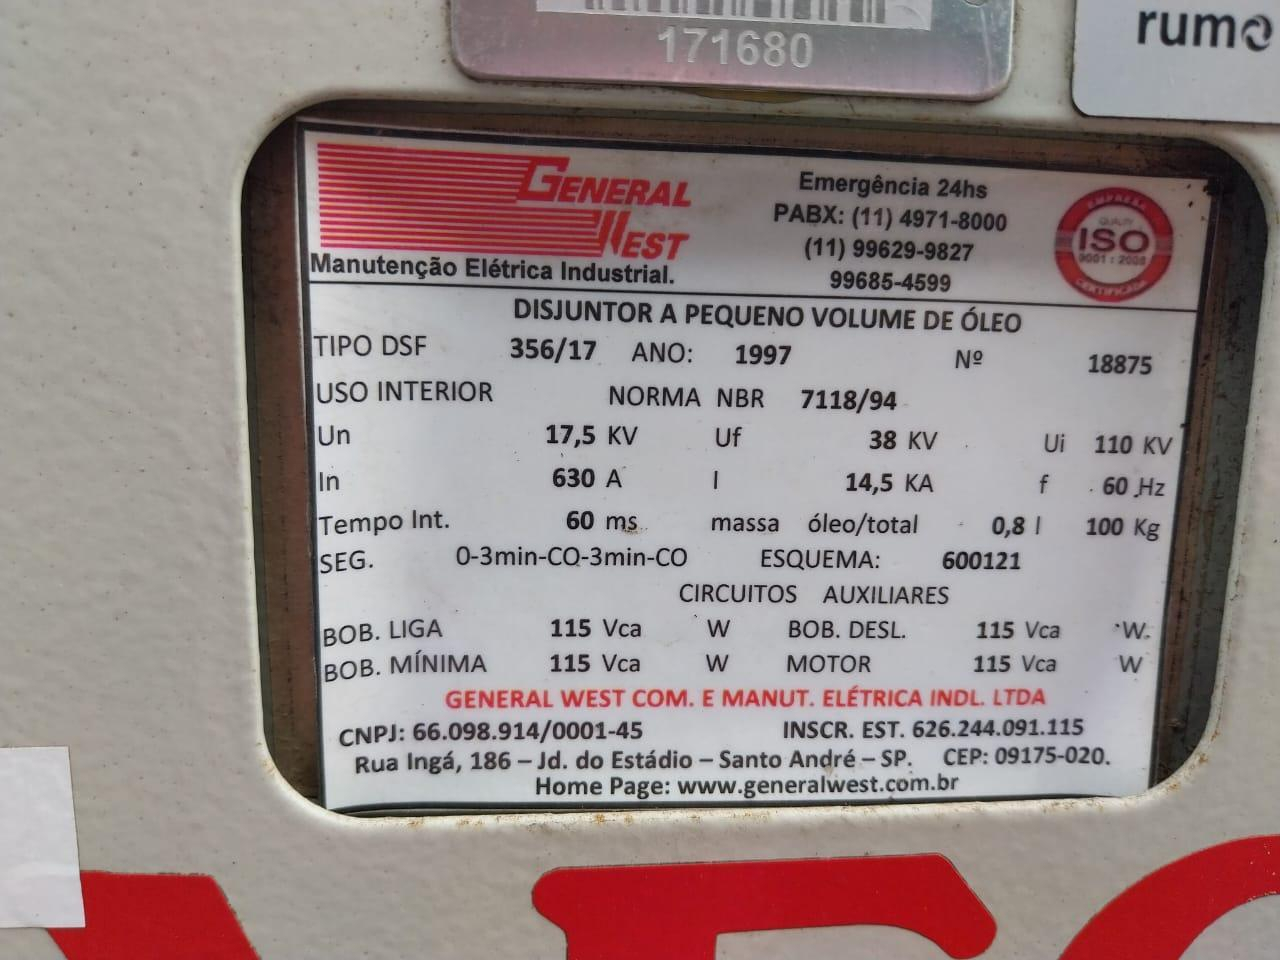 171680
rumo
GENERAL WEST
Manutenção Elétrica Industrial.
Emergência 24hs
PABX: (11) 4971-8000
(11) 99629-9827
99685-4599
EMPRESA
QUALITY
ISO
9001 : 2008
CERTIFICADA
DISJUNTOR A PEQUENO VOLUME DE ÓLEO
TIPO DSF 356/17 ANO: 1997 Nº 18875
USO INTERIOR NORMA NBR 7118/94
Un 17,5 KV Uf 38 KV Ui 110 KV
In 630 A I 14,5 KA f 60 Hz
Tempo Int. 60 ms massa óleo/total 0,8 l 100 Kg
SEG. 0-3min-CO-3min-CO ESQUEMA: 600121
CIRCUITOS AUXILIARES
BOB. LIGA 115 Vca W BOB. DESL. 115 Vca W
BOB. MÍNIMA 115 Vca W MOTOR 115 Vca W
GENERAL WEST COM. E MANUT. ELÉTRICA INDL. LTDA
CNPJ: 66.098.914/0001-45 INSCR. EST. 626.244.091.115
Rua Ingá, 186 – Jd. do Estádio – Santo André – SP. CEP: 09175-020.
Home Page: www.generalwest.com.br